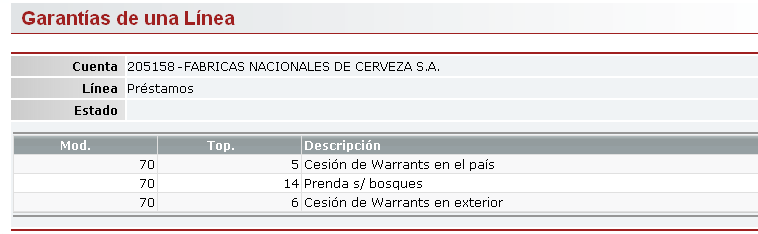 Garantías de una Línea
Cuenta 205158 -FABRICAS NACIONALES DE CERVEZA S.A.
Línea Préstamos
Estado
Mod. Top. Descripción
70 5 Cesión de Warrants en el país
70 14 Prenda s/ bosques
70 6 Cesión de Warrants en exterior